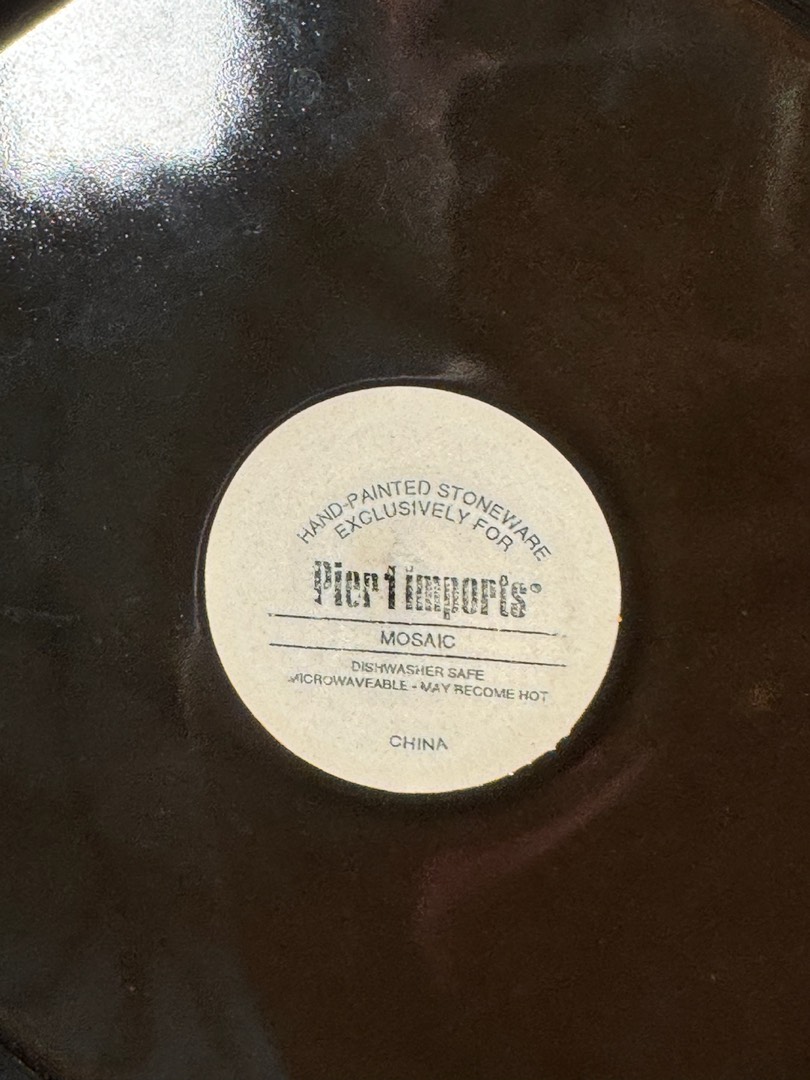 HAND-PAINTED STONEWARE
EXCLUSIVELY FOR
Pier 1 imports®
MOSAIC
DISHWASHER SAFE
MICROWAVEABLE - MAY BECOME HOT
CHINA